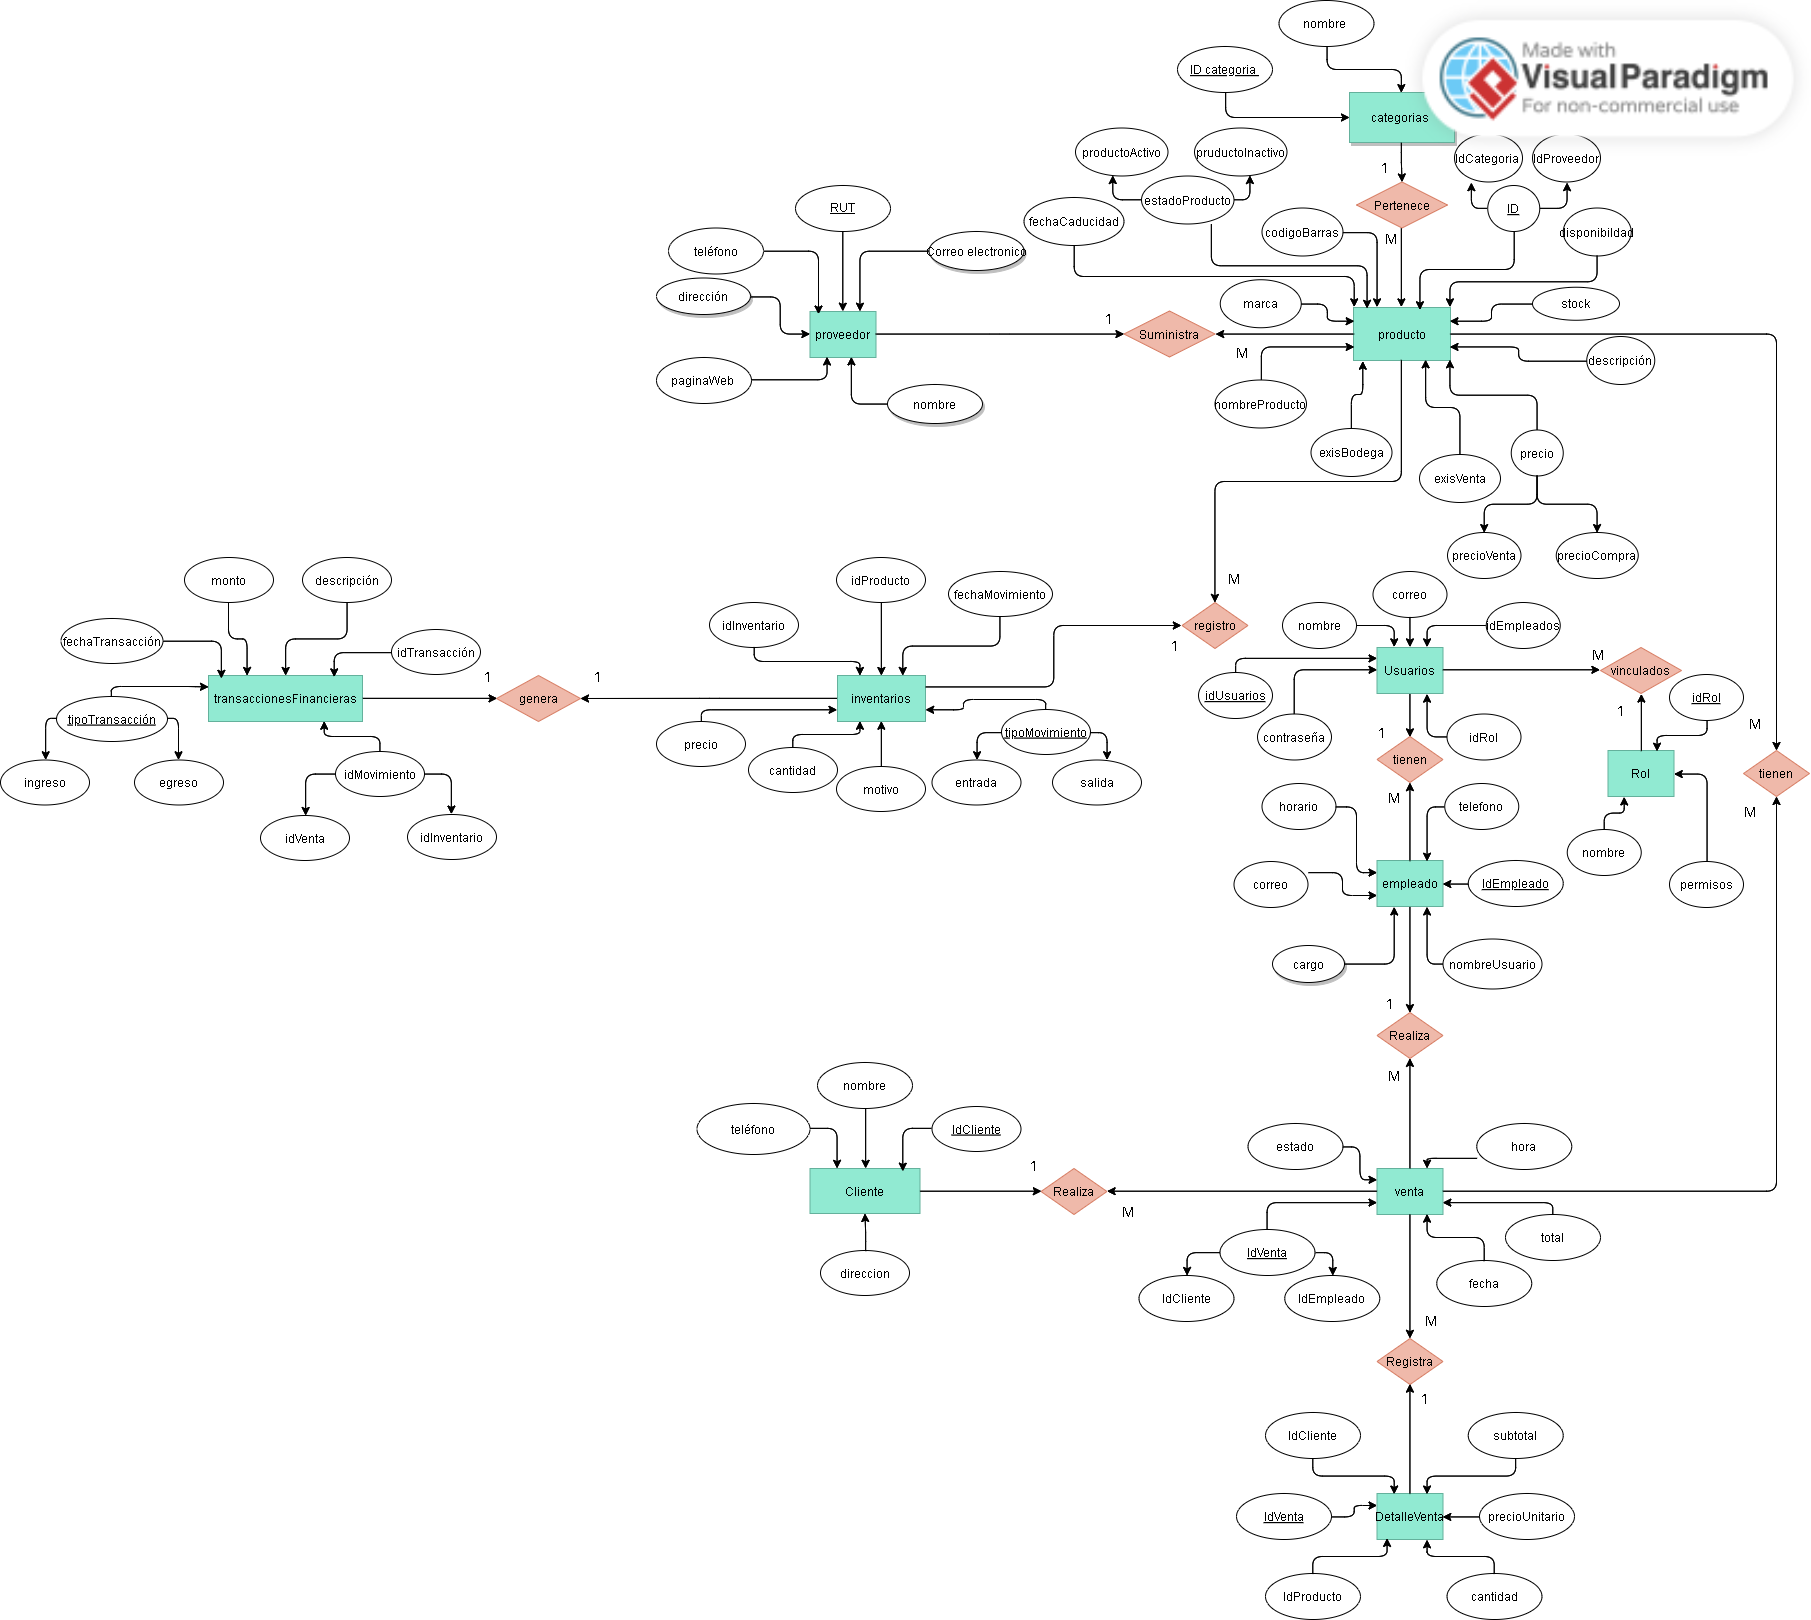 nombre
Made with
Visual Paradigm
For non-commercial use
ID categoria
categorias
productoActivo
pruductoInactivo
IdCategoria
IdProveedor
1
estadoProducto
Pertenece
ID
RUT
fechaCaducidad
codigoBarras
M
disponibildad
teléfono
Correo electronico
dirección
marca
stock
1
proveedor
Suministra
producto
M
descripción
paginaWeb
nombre
nombreProducto
exisBodega
precio
exisVenta
precioVenta
precioCompra
monto
descripción
idProducto
M
fechaMovimiento
correo
idInventario
registro
nombre
idEmpleados
fechaTransacción
1
idTransacción
M
vinculados
Usuarios
1
1
idUsuarios
idRol
transaccionesFinancieras
genera
inventarios
1
tipoTransacción
M
tipoMovimiento
1
contraseña
idRol
precio
tienen
Rol
tienen
ingreso
egreso
idMovimiento
cantidad
entrada
salida
motivo
M
horario
telefono
M
idVenta
idInventario
nombre
correo
empleado
IdEmpleado
permisos
cargo
nombreUsuario
1
Realiza
M
nombre
teléfono
IdCliente
estado
hora
1
Cliente
Realiza
venta
M
total
IdVenta
direccion
fecha
IdCliente
IdEmpleado
M
Registra
1
IdCliente
subtotal
IdVenta
DetalleVenta
precioUnitario
IdProducto
cantidad